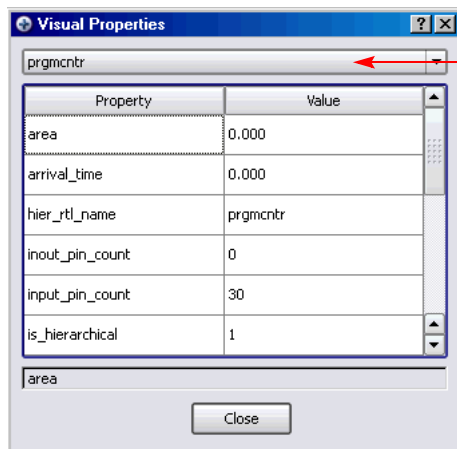 Visual Properties
prgmcntr
Property Value
area 0.000
arrival_time 0.000
hier_rtl_name prgmcntr
inout_pin_count 0
input_pin_count 30
is_hierarchical 1
area
Close